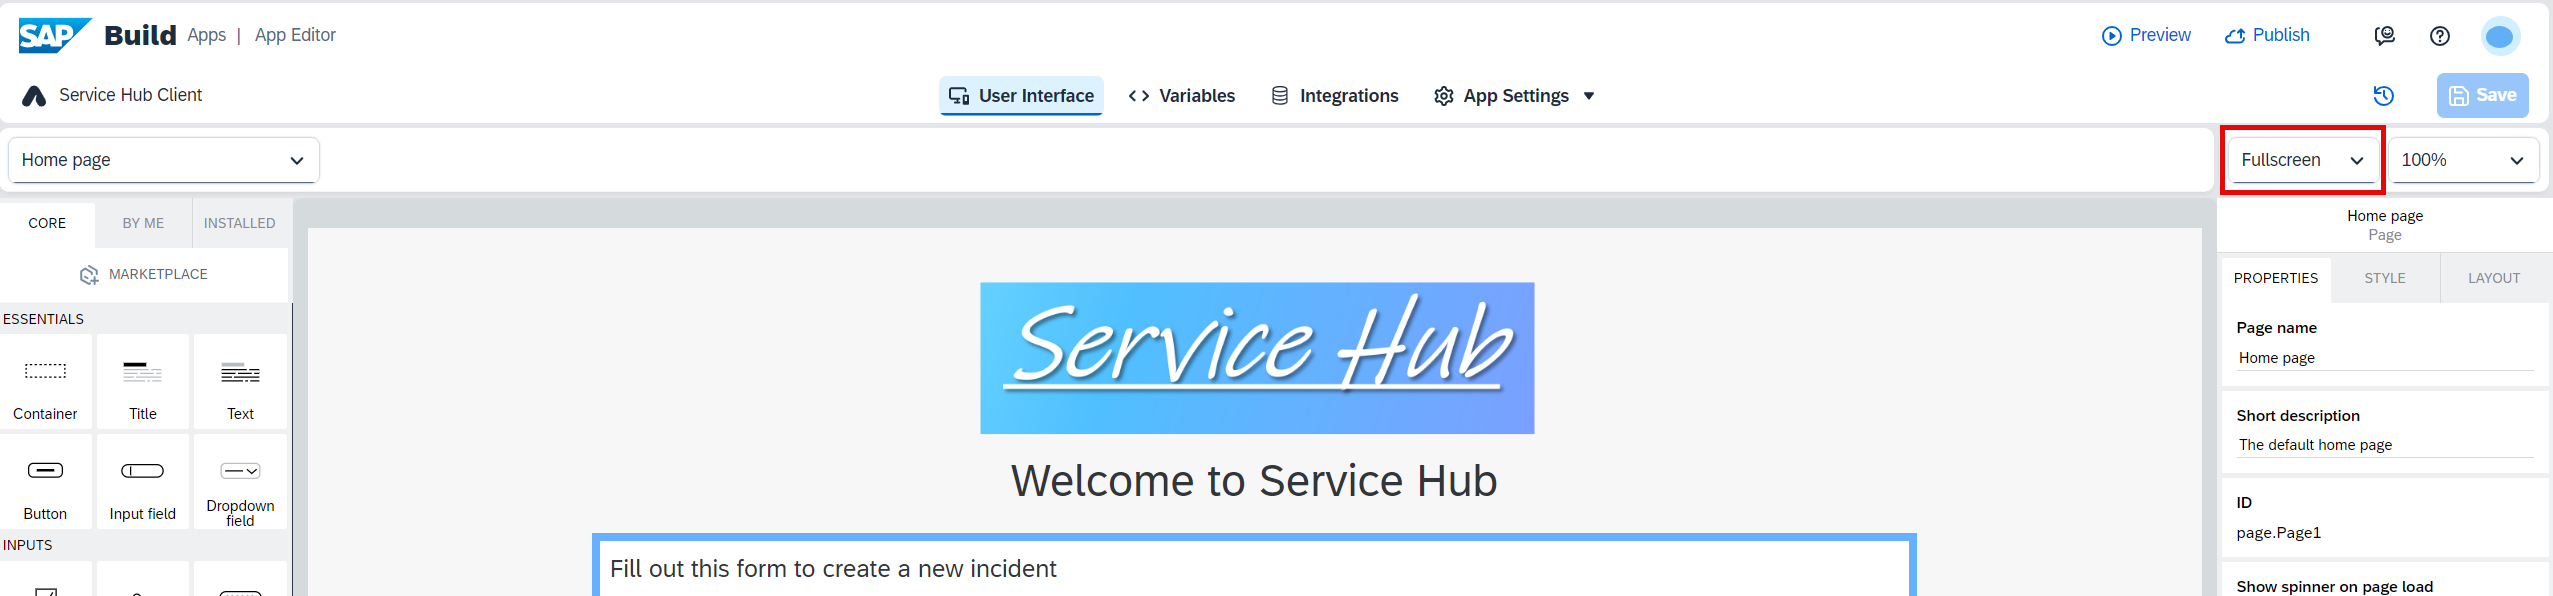 SAP Build Apps | App Editor
Preview Publish
Service Hub Client
User Interface Variables Integrations App Settings
Save
Home page
Fullscreen 100%
CORE BY ME INSTALLED
MARKETPLACE
ESSENTIALS
Container Title Text
Button Input field Dropdown
field
INPUTS
Service Hub
Welcome to Service Hub
Fill out this form to create a new incident
Home page
Page
PROPERTIES STYLE LAYOUT
Page name
Home page
Short description
The default home page
ID
page.Page1
Show spinner on page load